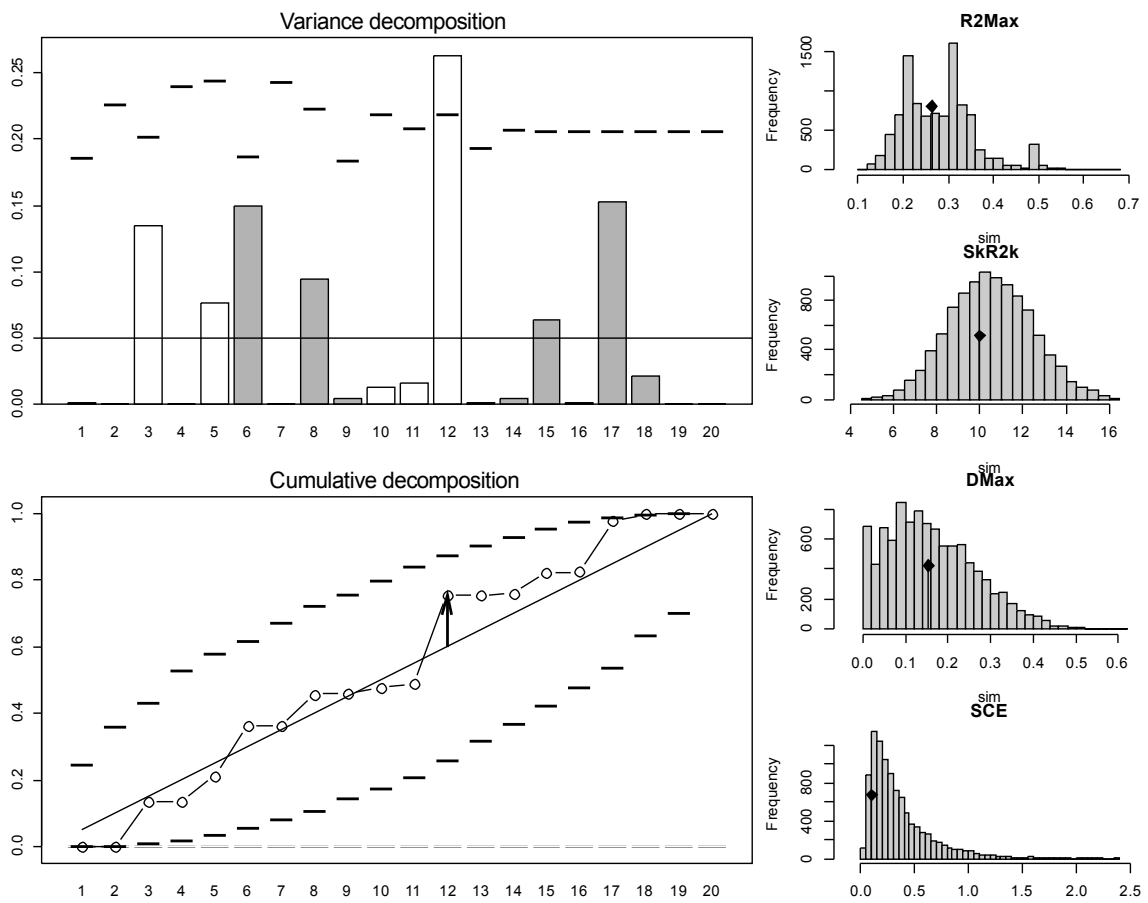 Variance decomposition
0.25
0.20
0.15
0.10
0.05
0.00
1 2 3 4 5 6 7 8 9 10 11 12 13 14 15 16 17 18 19 20
Cumulative decomposition
1.0
0.8
0.6
0.4
0.2
0.0
1 2 3 4 5 6 7 8 9 10 11 12 13 14 15 16 17 18 19 20
R2Max
Frequency
1500
500
0
0.1 0.2 0.3 0.4 0.5 0.6 0.7
sim
SkR2k
Frequency
800
400
0
4 6 8 10 12 14 16
sim
DMax
Frequency
600
200
0
0.0 0.1 0.2 0.3 0.4 0.5 0.6
sim
SCE
Frequency
800
400
0
0.0 0.5 1.0 1.5 2.0 2.5